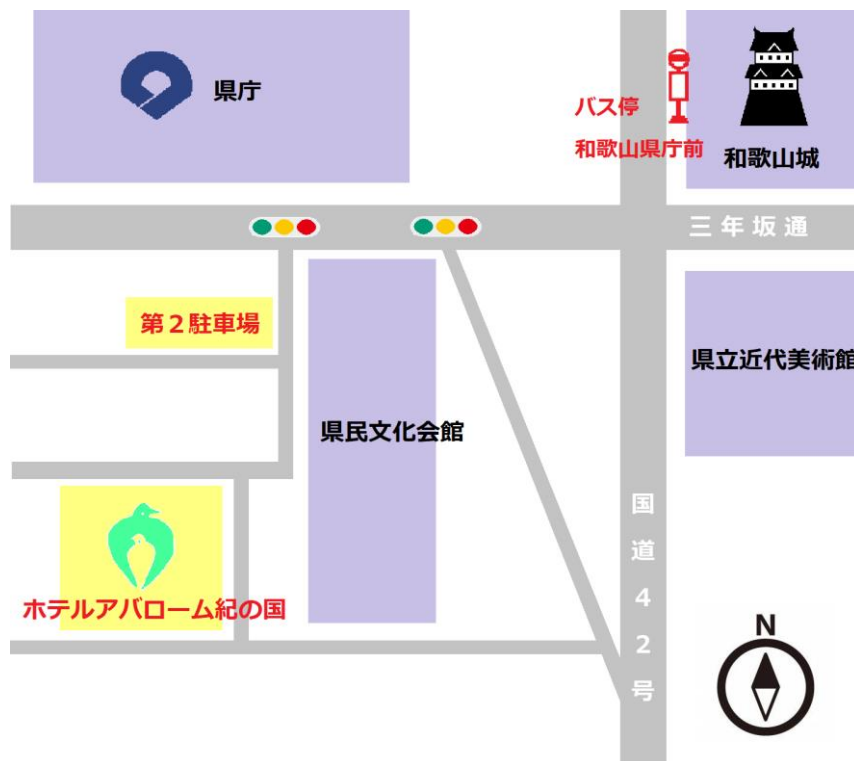 県庁
バス停
和歌山県庁前
和歌山城
三年坂通
第2駐車場
県立近代美術館
県民文化会館
国道42号
ホテルアバローム紀の国
N